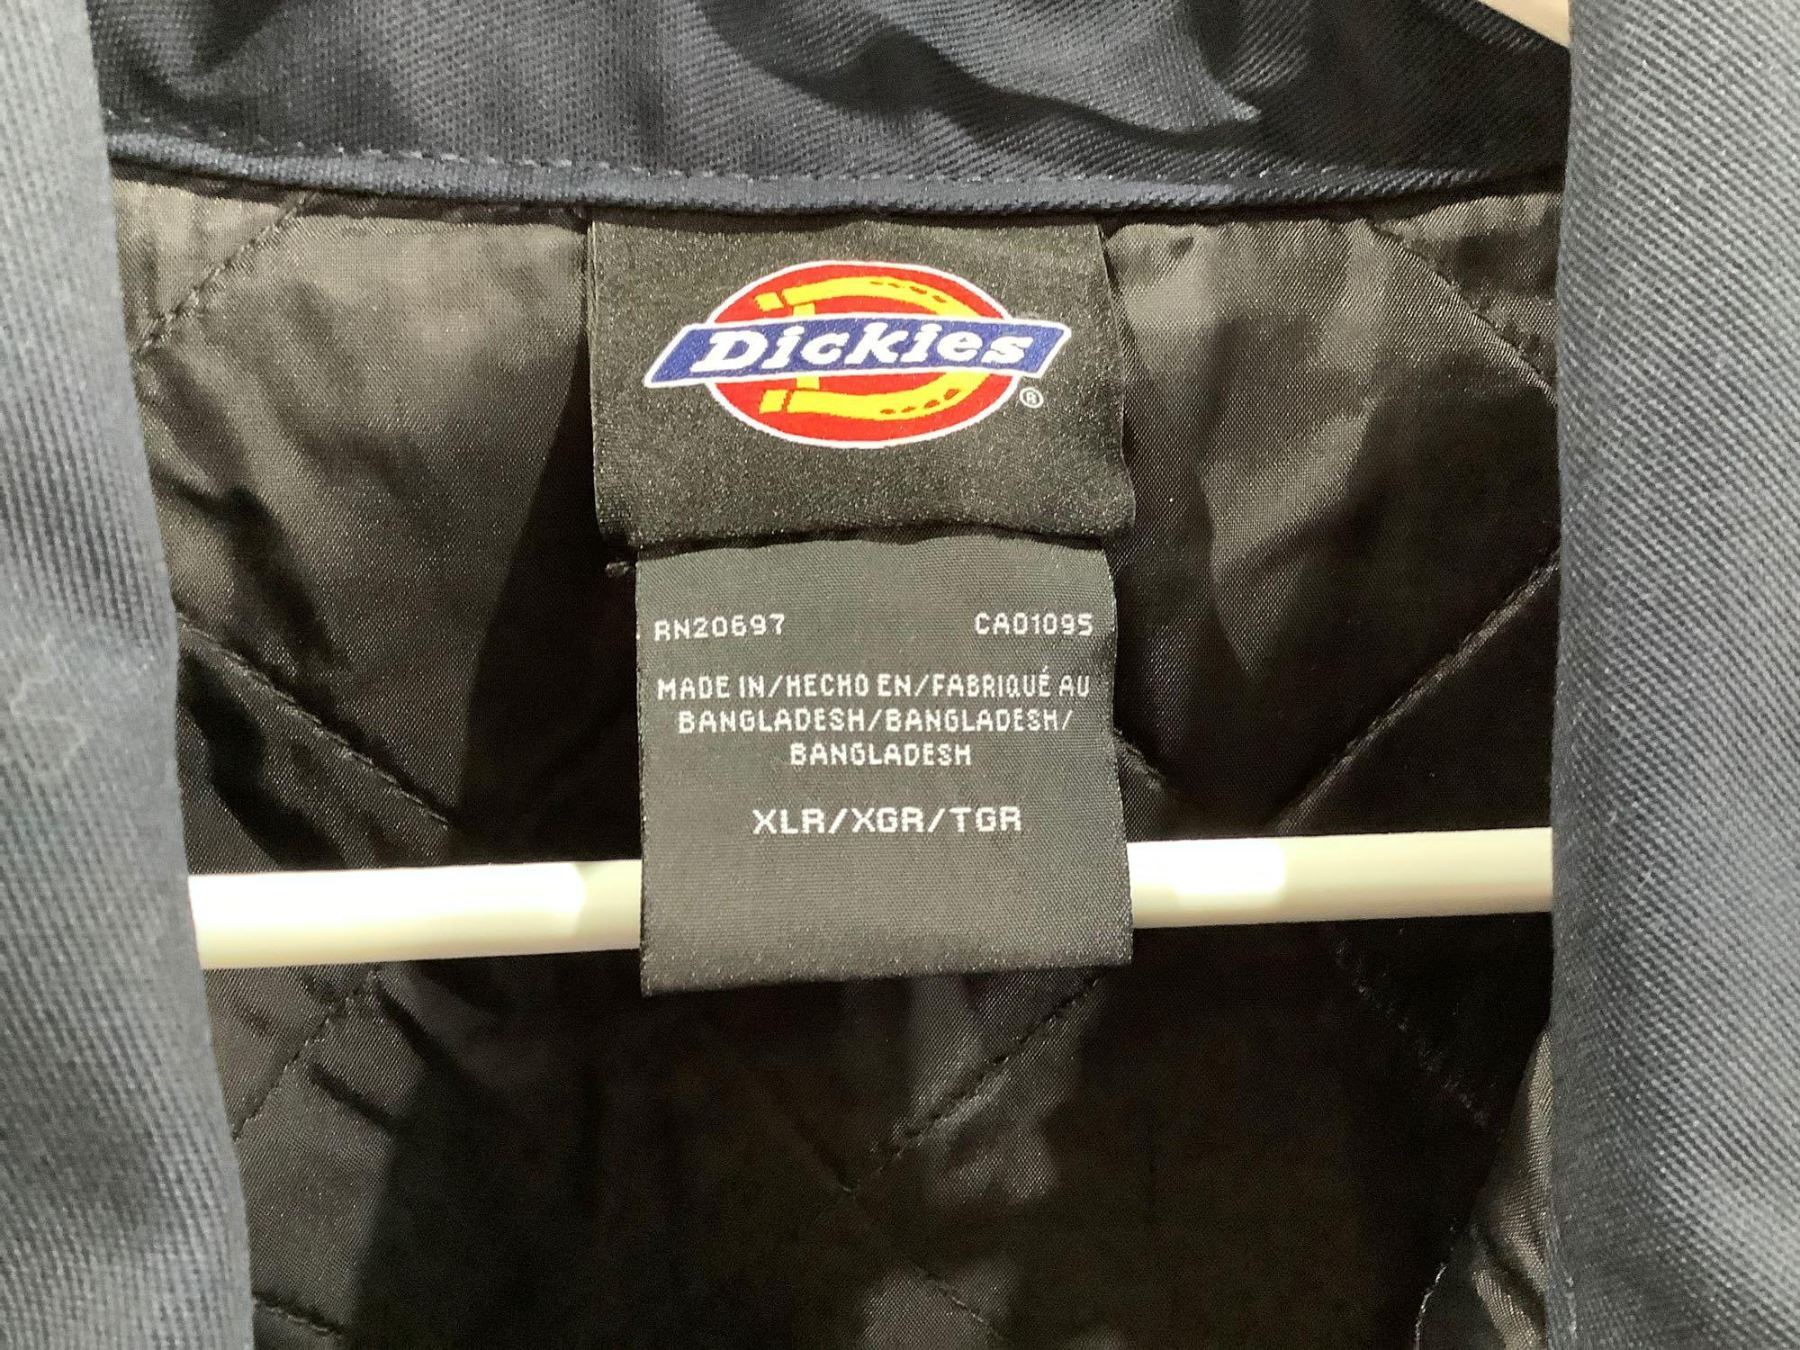 Dickies
®
RN20697 CA01095
MADE IN/HECHO EN/FABRIQUÉ AU
BANGLADESH/BANGLADESH/
BANGLADESH
XLR/XGR/TGR